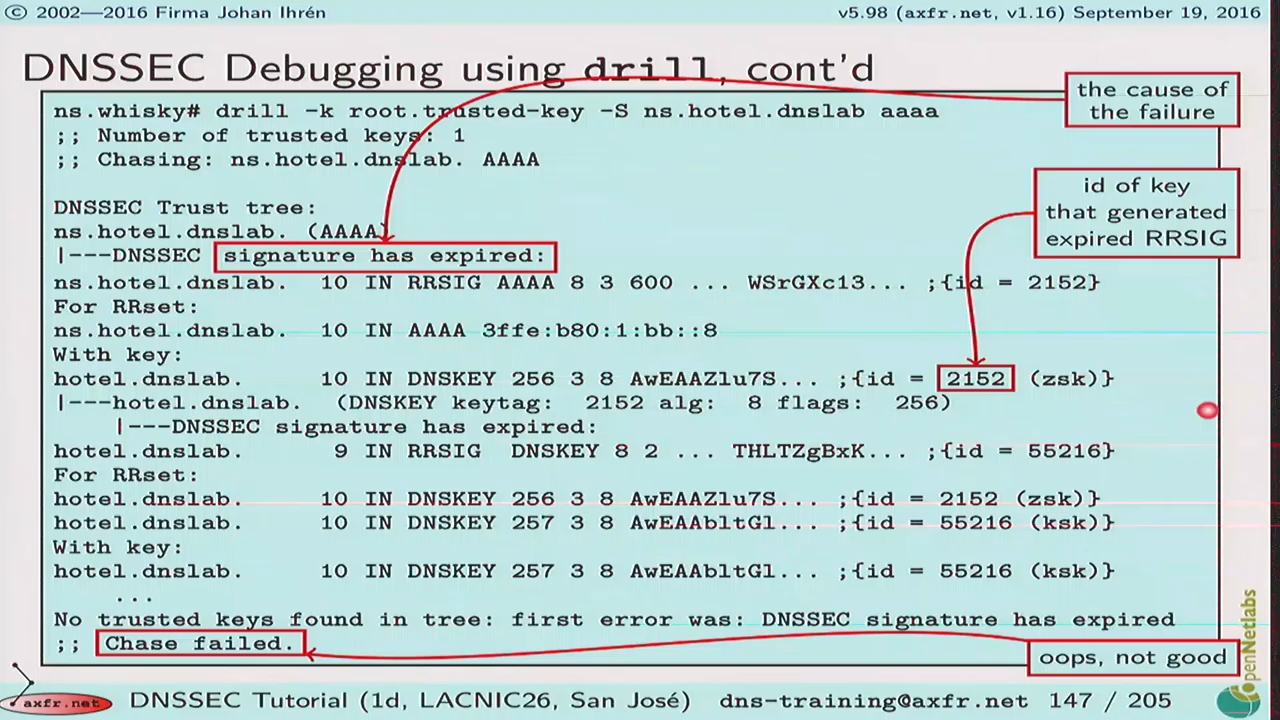 © 2002—2016 Firma Johan Ihrén
v5.98 (axfr.net, v1.16) September 19, 2016
DNSSEC Debugging using drill, cont'd
the cause of
the failure
ns.whisky# drill -k root.trusted-key -S ns.hotel.dnslab aaaa
;; Number of trusted keys: 1
;; Chasing: ns.hotel.dnslab. AAAA
id of key
that generated
expired RRSIG
DNSSEC Trust tree:
ns.hotel.dnslab. (AAAA)
|---DNSSEC signature has expired:
ns.hotel.dnslab. 10 IN RRSIG AAAA 8 3 600 ... WSrGXc13... ;{id = 2152}
For RRset:
ns.hotel.dnslab. 10 IN AAAA 3ffe:b80:1:bb::8
With key:
hotel.dnslab. 10 IN DNSKEY 256 3 8 AwEAAZlu7S... ;{id = 2152 (zsk)}
|---hotel.dnslab. (DNSKEY keytag: 2152 alg: 8 flags: 256)
|---DNSSEC signature has expired:
hotel.dnslab. 9 IN RRSIG DNSKEY 8 2 ... THLTZgBxK... ;{id = 55216}
For RRset:
hotel.dnslab. 10 IN DNSKEY 256 3 8 AwEAAZlu7S... ;{id = 2152 (zsk)}
hotel.dnslab. 10 IN DNSKEY 257 3 8 AwEAAbltGl... ;{id = 55216 (ksk)}
With key:
hotel.dnslab. 10 IN DNSKEY 257 3 8 AwEAAbltGl... ;{id = 55216 (ksk)}
...
No trusted keys found in tree: first error was: DNSSEC signature has expired
;; Chase failed.
oops, not good
openNetlabs
axfr.net
DNSSEC Tutorial (1d, LACNIC26, San José) dns-training@axfr.net 147 / 205